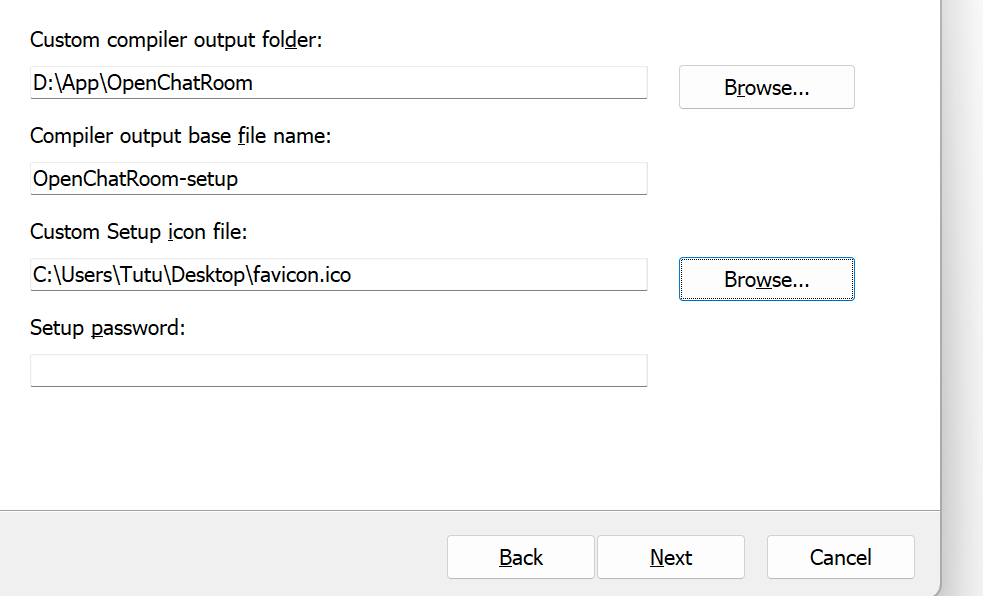 Custom compiler output folder:
D:\App\OpenChatRoom
Browse...
Compiler output base file name:
OpenChatRoom-setup
Custom Setup icon file:
C:\Users\Tutu\Desktop\favicon.ico
Browse...
Setup password:
Back
Next
Cancel